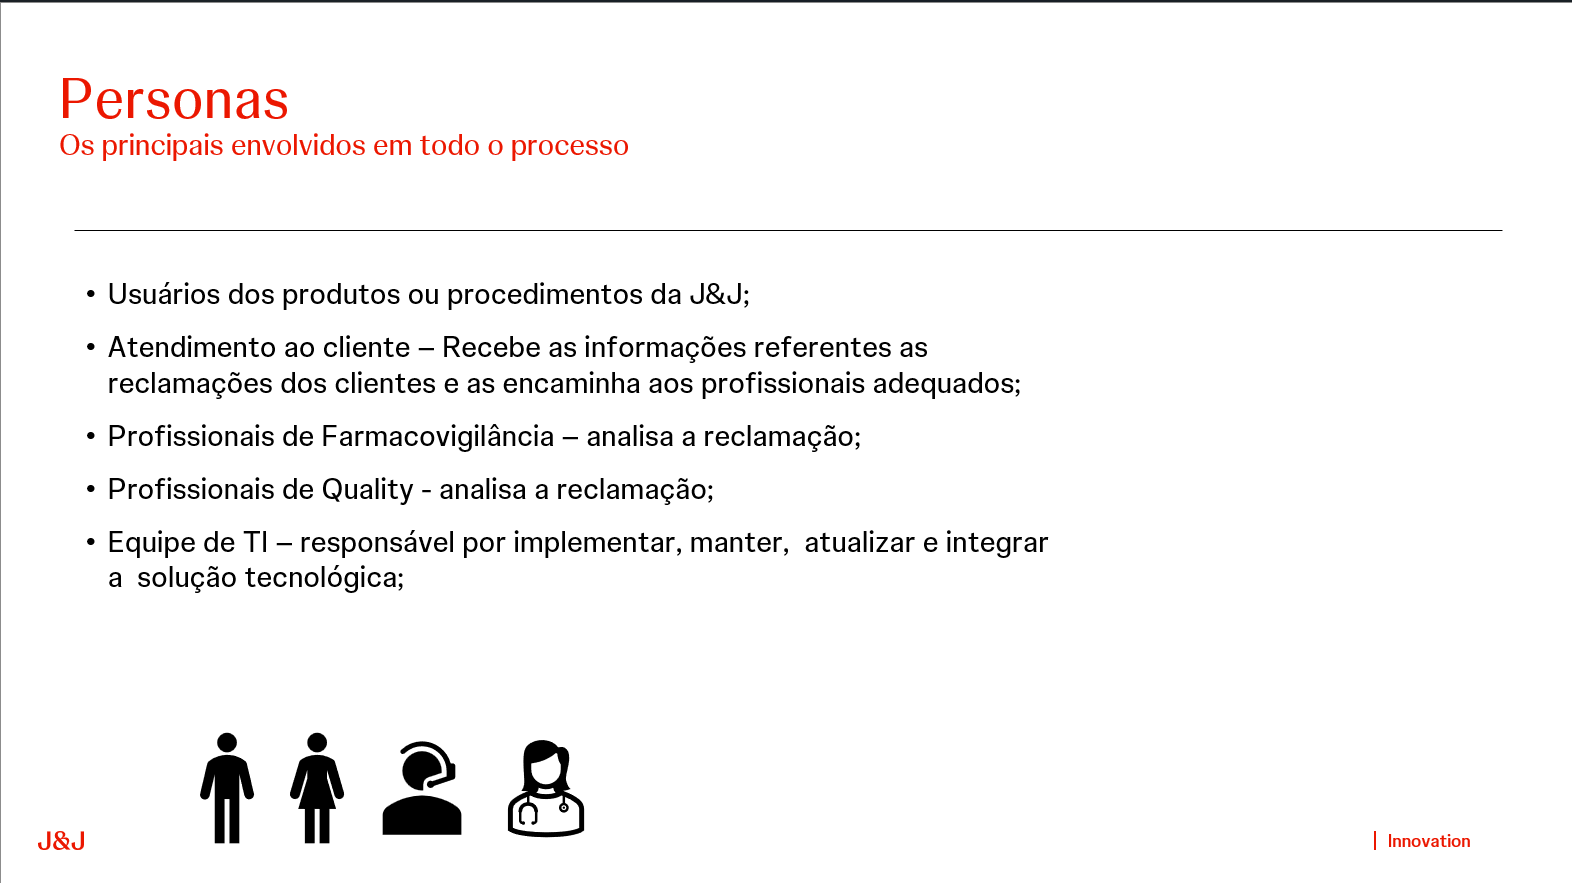 Personas
Os principais envolvidos em todo o processo
• Usuários dos produtos ou procedimentos da J&J;
• Atendimento ao cliente – Recebe as informações referentes as
reclamações dos clientes e as encaminha aos profissionais adequados;
• Profissionais de Farmacovigilância – analisa a reclamação;
• Profissionais de Quality - analisa a reclamação;
• Equipe de TI – responsável por implementar, manter,  atualizar e integrar
a  solução tecnológica;
J&J
Innovation